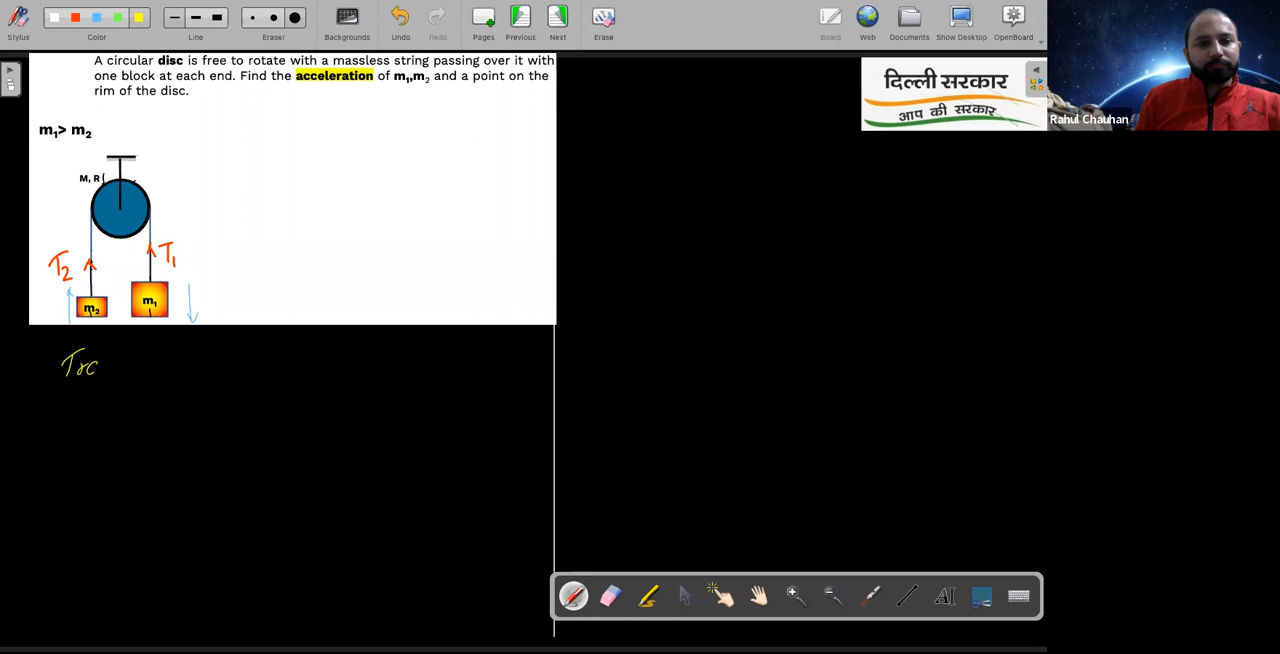 Stylus
Color
Line
Eraser
Backgrounds
Undo
Redo
Pages
Previous
Next
Erase
Board
Web
Documents
Show Desktop
OpenBoard
A circular disc is free to rotate with a massless string passing over it with
one block at each end. Find the acceleration of m₁,m₂ and a point on the
rim of the disc.
m₁> m₂
M, R
T₂
T₁
m₂
m₁
दिल्ली सरकार
आप की सरकार
Rahul Chauhan
AI